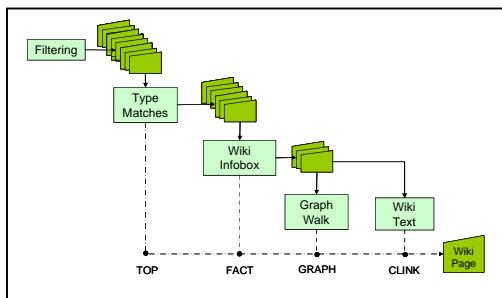 Filtering
Type
Matches
Wiki
Infobox
Graph
Walk
Wiki
Text
Wiki
Page
TOP
FACT
GRAPH
CLINK